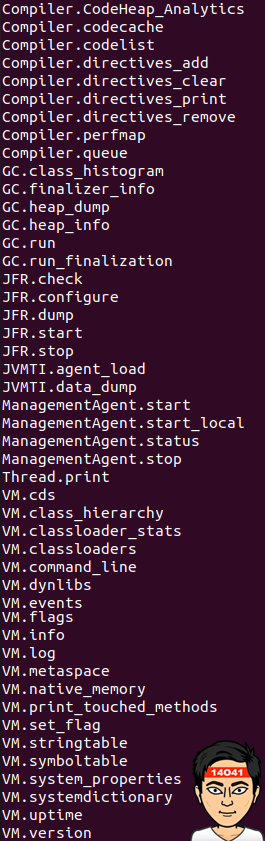 Compiler.CodeHeap_Analytics
Compiler.codecache
Compiler.codelist
Compiler.directives_add
Compiler.directives_clear
Compiler.directives_print
Compiler.directives_remove
Compiler.perfmap
Compiler.queue
GC.class_histogram
GC.finalizer_info
GC.heap_dump
GC.heap_info
GC.run
GC.run_finalization
JFR.check
JFR.configure
JFR.dump
JFR.start
JFR.stop
JVMTI.agent_load
JVMTI.data_dump
ManagementAgent.start
ManagementAgent.start_local
ManagementAgent.status
ManagementAgent.stop
Thread.print
VM.cds
VM.class_hierarchy
VM.classloader_stats
VM.classloaders
VM.command_line
VM.dynlibs
VM.events
VM.flags
VM.info
VM.log
VM.metaspace
VM.native_memory
VM.print_touched_methods
VM.set_flag
VM.stringtable
VM.symboltable
VM.system_properties
VM.systemdictionary
VM.uptime
VM.version
14041